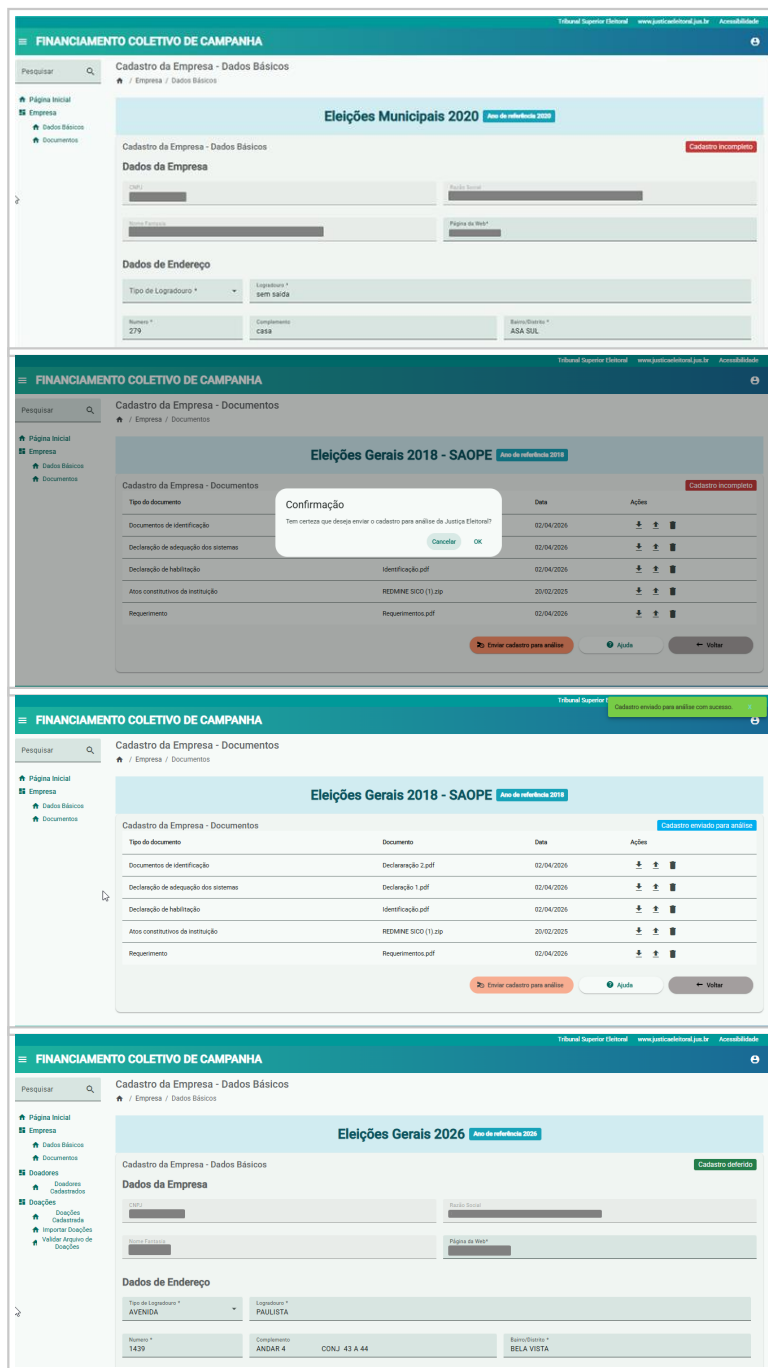 Tribunal Superior Eleitoral www.justicaeleitoral.jus.br Acessibilidade
FINANCIAMENTO COLETIVO DE CAMPANHA
Pesquisar
Cadastro da Empresa - Dados Básicos
/ Empresa / Dados Básicos
Página Inicial
Empresa
Dados Básicos
Documentos
Eleições Municipais 2020 Ano de referência 2020
Cadastro da Empresa - Dados Básicos Cadastro incompleto
Dados da Empresa
CNPJ Razão Social
Nome Fantasia Página da Web*
Dados de Endereço
Tipo de Logradouro * Logradouro *
sem saida
Numero * Complemento Bairro/Distrito *
279 casa ASA SUL
Tribunal Superior Eleitoral www.justicaeleitoral.jus.br Acessibilidade
FINANCIAMENTO COLETIVO DE CAMPANHA
Pesquisar
Cadastro da Empresa - Documentos
/ Empresa / Documentos
Página Inicial
Empresa
Dados Básicos
Documentos
Eleições Gerais 2018 - SAOPE Ano de referência 2018
Cadastro da Empresa - Documentos Cadastro incompleto
Tipo do documento Data Ações
Confirmação
Tem certeza que deseja enviar o cadastro para análise da Justiça Eleitoral?
Cancelar OK
Documentos de identificação 02/04/2026
Declaração de adequação dos sistemas 02/04/2026
Declaração de habilitação Identificação.pdf 02/04/2026
Atos constitutivos da instituição REDMINE SICO (1).zip 20/02/2025
Requerimento Requerimentos.pdf 02/04/2026
Enviar cadastro para análise Ajuda Voltar
Tribunal Superior
Cadastro enviado para análise com sucesso.
FINANCIAMENTO COLETIVO DE CAMPANHA
Pesquisar
Cadastro da Empresa - Documentos
/ Empresa / Documentos
Página Inicial
Empresa
Dados Básicos
Documentos
Eleições Gerais 2018 - SAOPE Ano de referência 2018
Cadastro da Empresa - Documentos Cadastro enviado para análise
Tipo do documento Documento Data Ações
Documentos de identificação Declararação 2.pdf 02/04/2026
Declaração de adequação dos sistemas Declaração 1.pdf 02/04/2026
Declaração de habilitação Identificação.pdf 02/04/2026
Atos constitutivos da instituição REDMINE SICO (1).zip 20/02/2025
Requerimento Requerimentos.pdf 02/04/2026
Enviar cadastro para análise Ajuda Voltar
Tribunal Superior Eleitoral www.justicaeleitoral.jus.br Acessibilidade
FINANCIAMENTO COLETIVO DE CAMPANHA
Pesquisar
Cadastro da Empresa - Dados Básicos
/ Empresa / Dados Básicos
Página Inicial
Empresa
Dados Básicos
Documentos
Doadores
Doadores
Cadastrados
Doações
Doações
Cadastrada
Importar Doações
Validar Arquivo de
Doações
Eleições Gerais 2026 Ano de referência 2026
Cadastro da Empresa - Dados Básicos Cadastro deferido
Dados da Empresa
CNPJ Razão Social
Nome Fantasia Página da Web*
Dados de Endereço
Tipo de Logradouro * Logradouro *
AVENIDA PAULISTA
Numero * Complemento Bairro/Distrito *
1439 ANDAR 4 CONJ 43 A 44 BELA VISTA